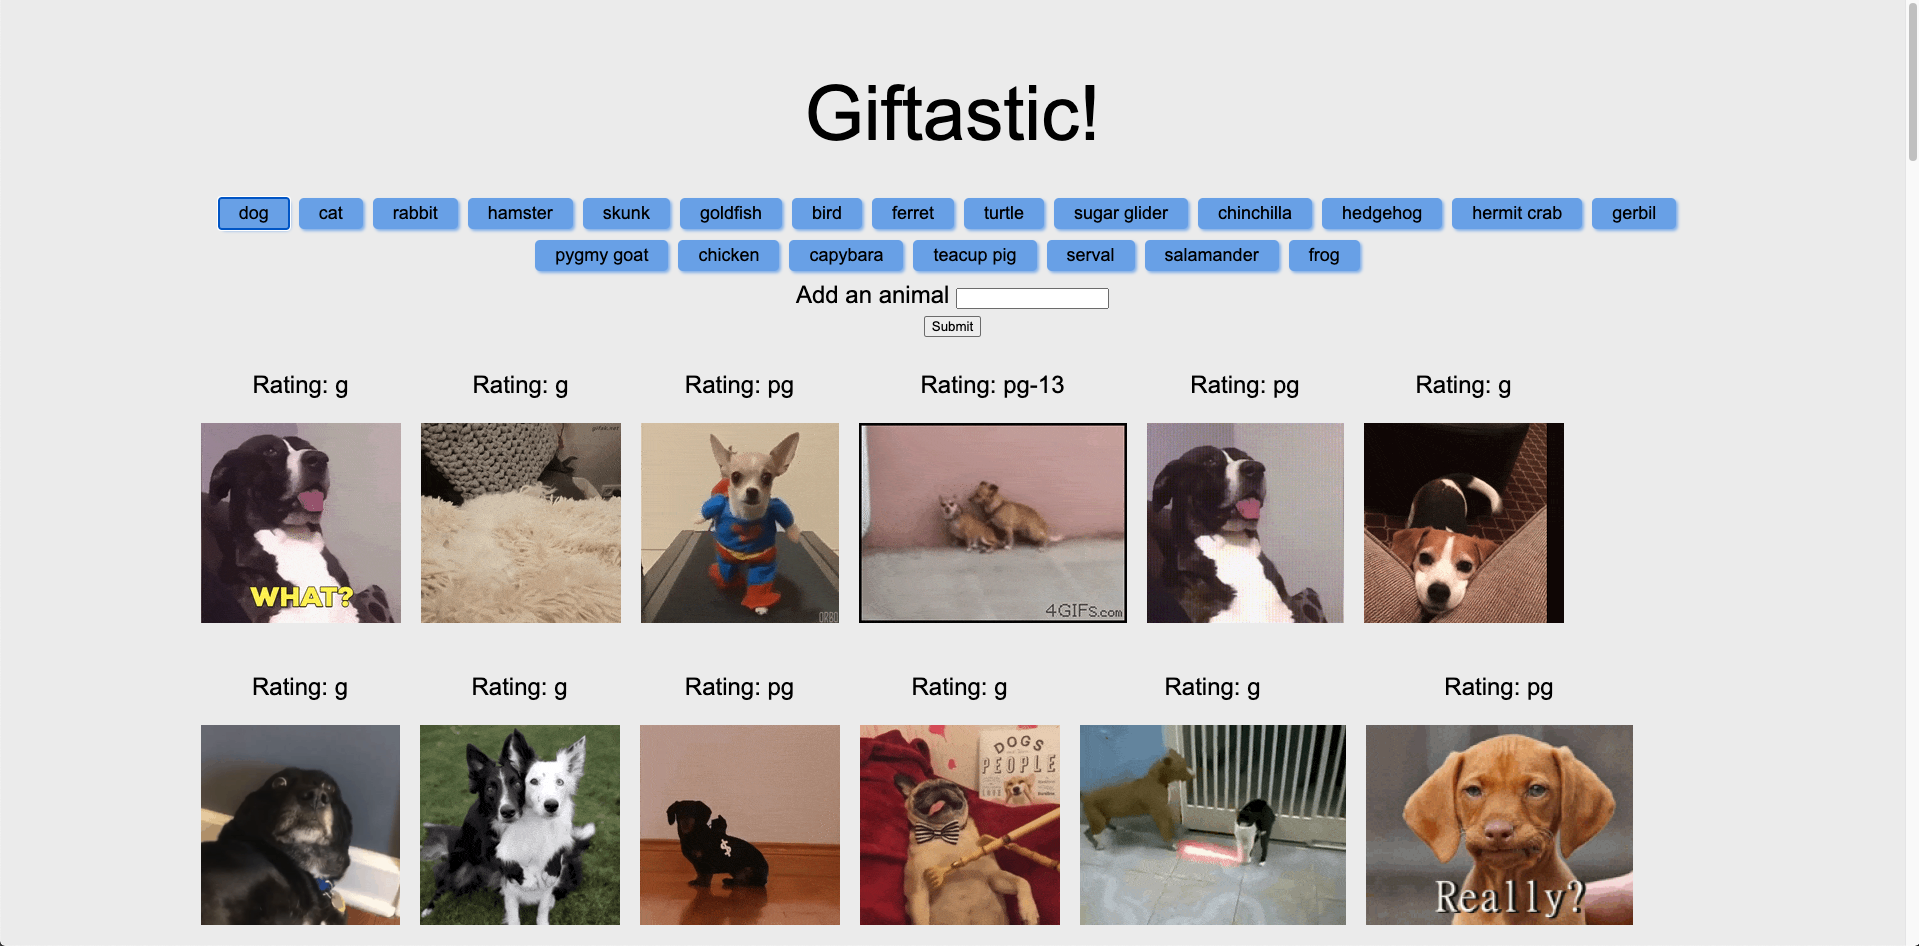 Giftastic!
dog cat rabbit hamster skunk goldfish bird ferret turtle sugar glider chinchilla hedgehog hermit crab gerbil
pygmy goat chicken capybara teacup pig serval salamander frog
Add an animal
Submit
Rating: g Rating: g Rating: pg Rating: pg-13 Rating: pg Rating: g
WHAT?
ORBO
4GIFs.com
Rating: g Rating: g Rating: pg Rating: g Rating: g Rating: pg
DOGS
PEOPLE
$
Really?